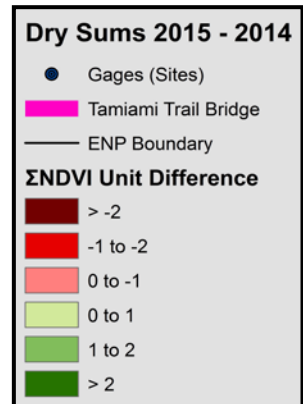 Dry Sums 2015 - 2014
Gages (Sites)
Tamiami Trail Bridge
ENP Boundary
ΣNDVI Unit Difference
> -2
-1 to -2
0 to -1
0 to 1
1 to 2
> 2